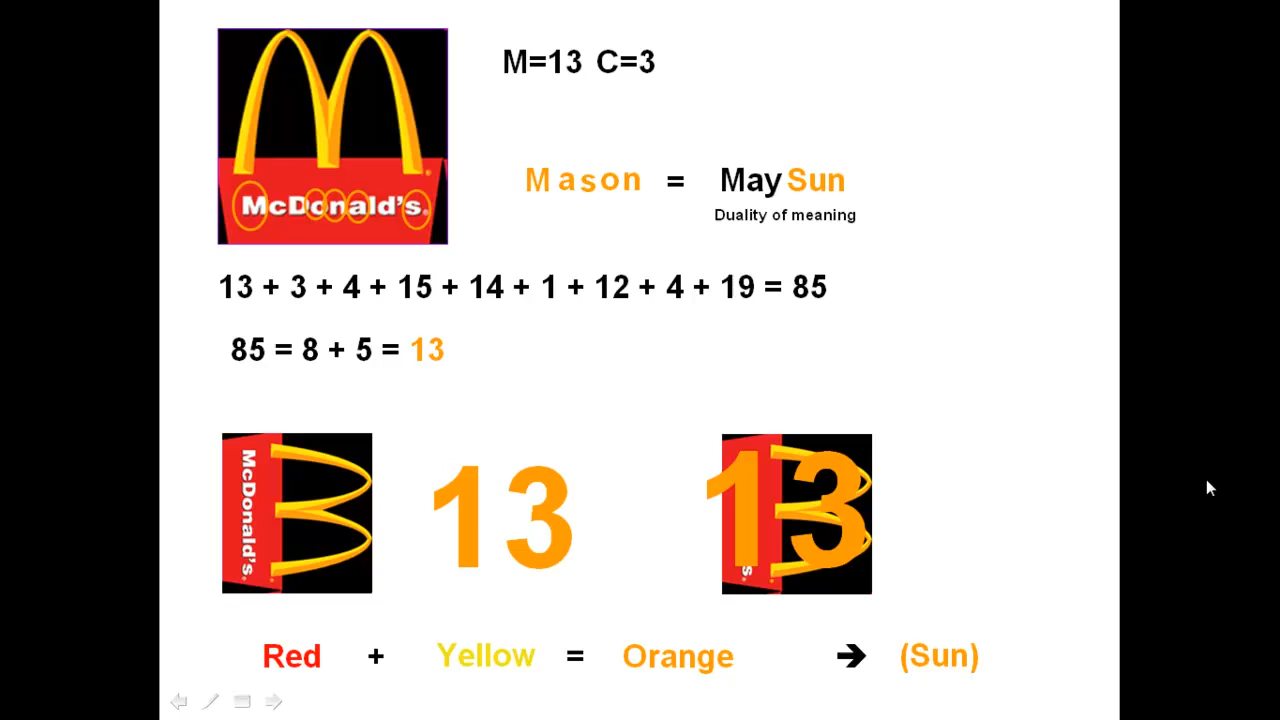 M=13 C=3
McDonald's.
Mason = May Sun
Duality of meaning
13 + 3 + 4 + 15 + 14 + 1 + 12 + 4 + 19 = 85
85 = 8 + 5 = 13
McDonald's. 13 13
s.
Red + Yellow = Orange → (Sun)